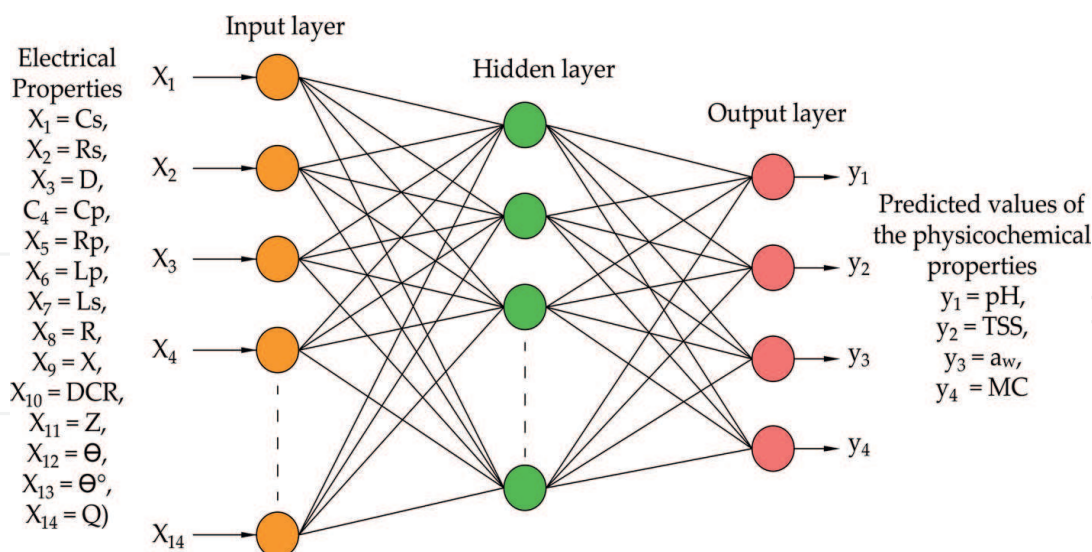 Electrical
Properties
X₁ = Cs,
X₂ = Rs,
X₃ = D,
C₄ = Cp,
X₅ = Rp,
X₆ = Lp,
X₇ = Ls,
X₈ = R,
X₉ = X,
X₁₀ = DCR,
X₁₁ = Z,
X₁₂ = Θ,
X₁₃ = Θ°,
X₁₄ = Q)
Input layer
X₁
X₂
X₃
X₄
X₁₄
Hidden layer
Output layer
y₁
y₂
y₃
y₄
Predicted values of
the physicochemical
properties
y₁ = pH,
y₂ = TSS,
y₃ = a_w,
y₄ = MC